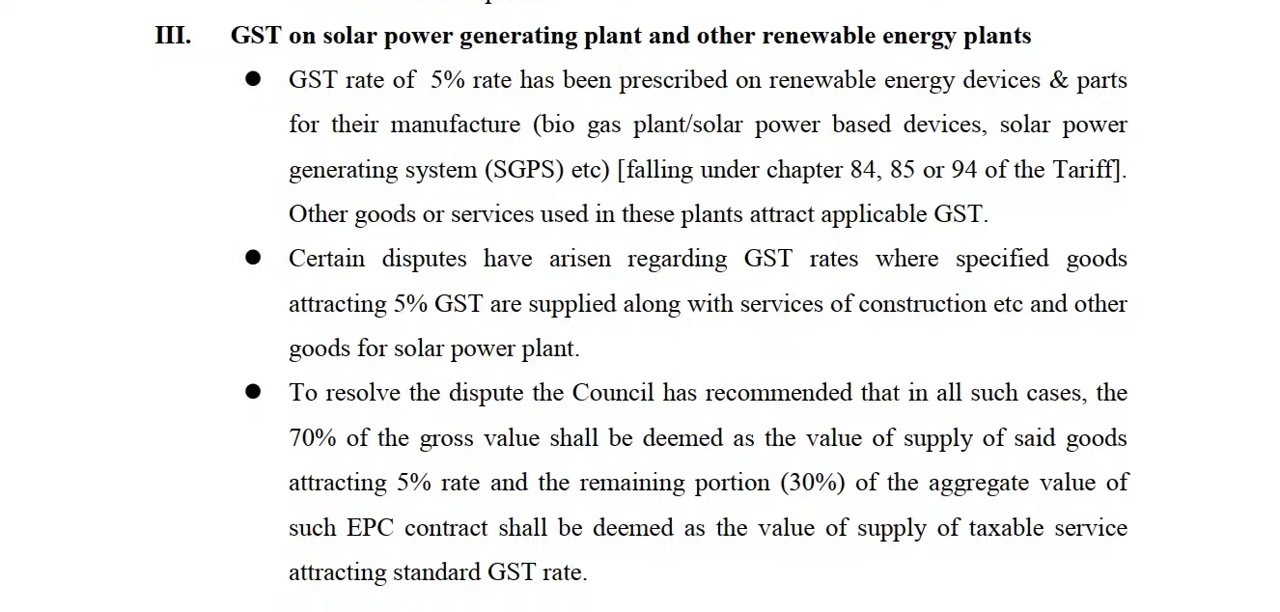 III. GST on solar power generating plant and other renewable energy plants
● GST rate of 5% rate has been prescribed on renewable energy devices & parts
for their manufacture (bio gas plant/solar power based devices, solar power
generating system (SGPS) etc) [falling under chapter 84, 85 or 94 of the Tariff].
Other goods or services used in these plants attract applicable GST.
● Certain disputes have arisen regarding GST rates where specified goods
attracting 5% GST are supplied along with services of construction etc and other
goods for solar power plant.
● To resolve the dispute the Council has recommended that in all such cases, the
70% of the gross value shall be deemed as the value of supply of said goods
attracting 5% rate and the remaining portion (30%) of the aggregate value of
such EPC contract shall be deemed as the value of supply of taxable service
attracting standard GST rate.